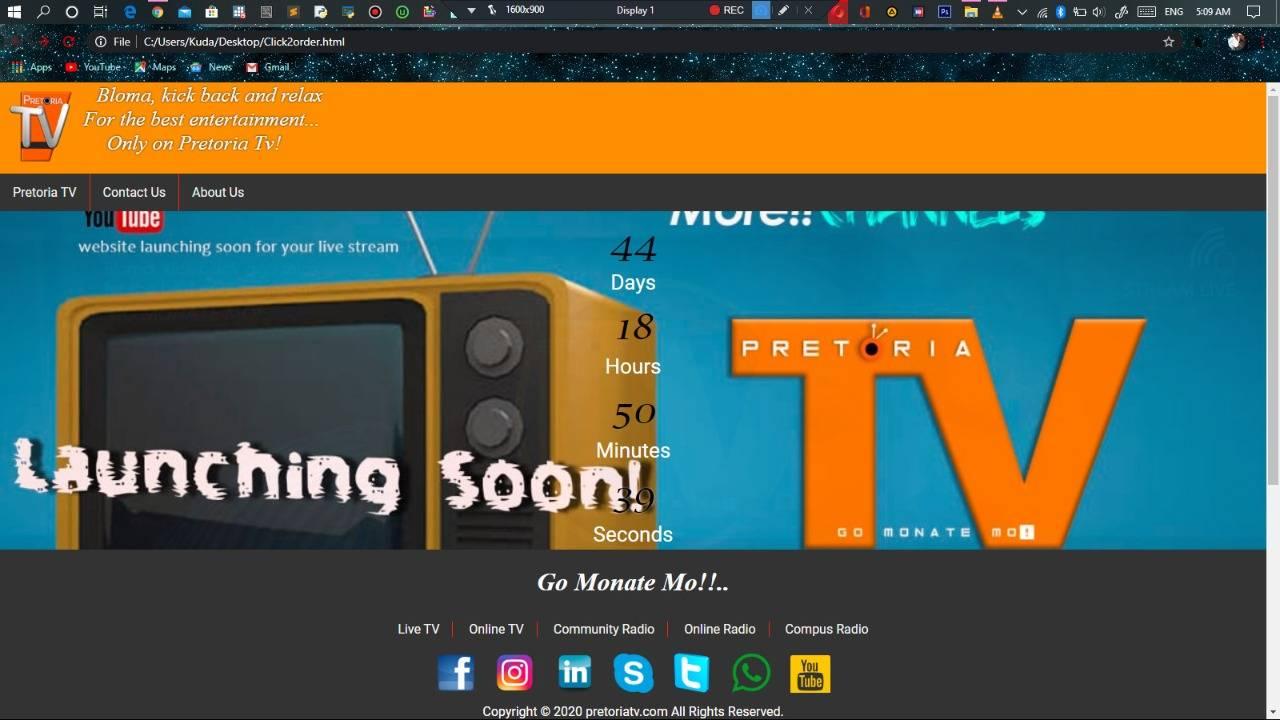 1600x900
Display 1
REC
ENG
5:09 AM
File
C:/Users/Kuda/Desktop/Click2order.html
Apps
YouTube
Maps
News
Gmail
PRETORIA
TV
Bloma, kick back and relax
For the best entertainment...
Only on Pretoria Tv!
Pretoria TV
Contact Us
About Us
YouTube
More!! CHANNELS
website launching soon for your live stream
STREAM LIVE
44
Days
18
Hours
50
Minutes
39
Seconds
Launching Soon!
PRETORIA
TV
GO MONATE MO!
Go Monate Mo!!..
Live TV
Online TV
Community Radio
Online Radio
Compus Radio
You
Tube
Copyright © 2020 pretoriatv.com All Rights Reserved.